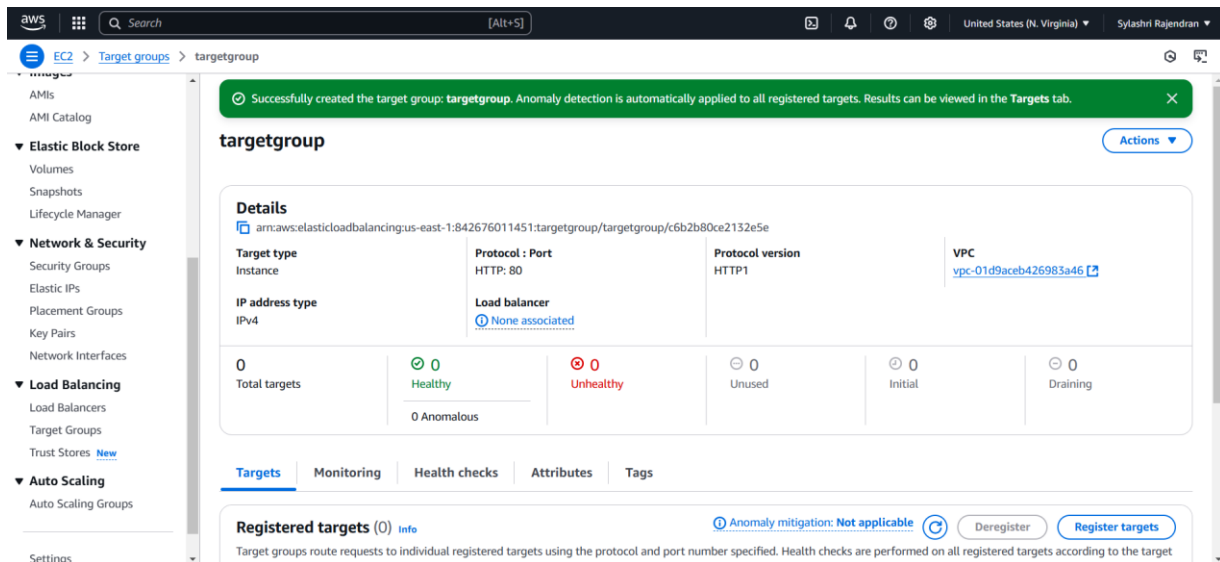 aws
Search [Alt+S] United States (N. Virginia) Sylashri Rajendran
EC2 > Target groups > targetgroup
Images
AMIs
AMI Catalog
Elastic Block Store
Volumes
Snapshots
Lifecycle Manager
Network & Security
Security Groups
Elastic IPs
Placement Groups
Key Pairs
Network Interfaces
Load Balancing
Load Balancers
Target Groups
Trust Stores New
Auto Scaling
Auto Scaling Groups
Settings
Successfully created the target group: targetgroup. Anomaly detection is automatically applied to all registered targets. Results can be viewed in the Targets tab.
targetgroup
Actions
Details
arn:aws:elasticloadbalancing:us-east-1:842676011451:targetgroup/targetgroup/c6b2b80ce2132e5e
Target type
Instance
Protocol : Port
HTTP: 80
Protocol version
HTTP1
VPC
vpc-01d9aceb426983a46
IP address type
IPv4
Load balancer
None associated
0
Total targets
0
Healthy
0 Anomalous
0
Unhealthy
0
Unused
0
Initial
0
Draining
Targets Monitoring Health checks Attributes Tags
Registered targets (0) Info
Anomaly mitigation: Not applicable
Deregister
Register targets
Target groups route requests to individual registered targets using the protocol and port number specified. Health checks are performed on all registered targets according to the target